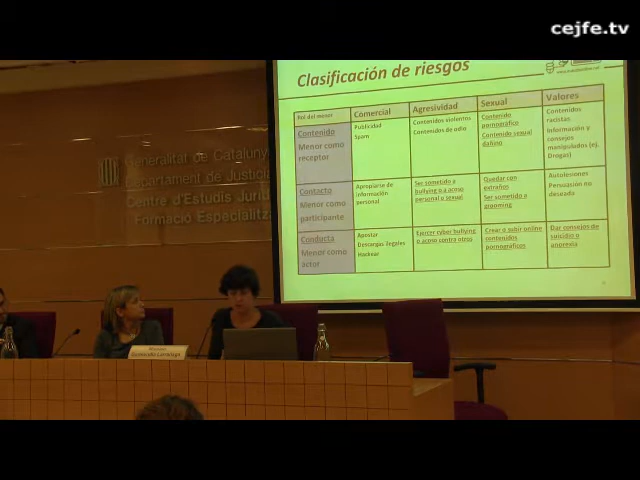 cejfe.tv
Clasificación de riesgos
Rol del menor
Comercial
Agresividad
Sexual
Valores
Contenido
Menor como
receptor
Publicidad
Spam
Contenidos violentos
Contenidos de odio
Contenido
pornográfico
Contenido sexual
dañino
Contenidos
racistas
Información y
consejos
manipulados (ej.
Drogas)
Contacto
Menor como
participante
Apropiarse de
información
personal
Ser sometido a
bullying o a acoso
personal o sexual
Quedar con
extraños
Ser sometido a
grooming
Autolesiones
Persuasión no
deseada
Conducta
Menor como
actor
Apostar
Descargas ilegales
Hackear
Ejercer cyber bullying
o acoso contra otro
Crear o subir online
contenidos
pornográficos
Dar consejos de
suicidio o
anorexia
Generalitat de Catalunya
Departament de Justícia
Centre d'Estudis Jurídi
Formació Especialitz